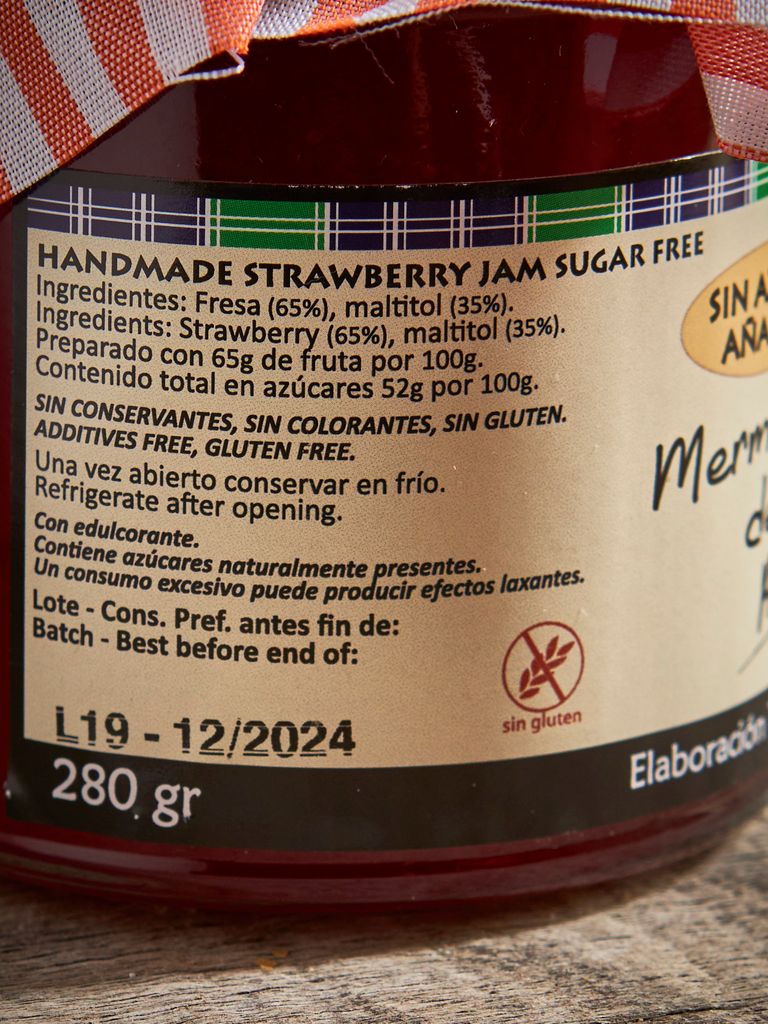 HANDMADE STRAWBERRY JAM SUGAR FREE
Ingredientes: Fresa (65%), maltitol (35%).
Ingredients: Strawberry (65%), maltitol (35%).
Preparado con 65g de fruta por 100g.
Contenido total en azúcares 52g por 100g.
SIN CONSERVANTES, SIN COLORANTES, SIN GLUTEN.
ADDITIVES FREE, GLUTEN FREE.
Una vez abierto conservar en frío.
Refrigerate after opening.
Con edulcorante.
Contiene azúcares naturalmente presentes.
Un consumo excesivo puede producir efectos laxantes.
Lote - Cons. Pref. antes fin de:
Batch - Best before end of:
L19 - 12/2024
280 gr
sin gluten
SIN
Elaboración